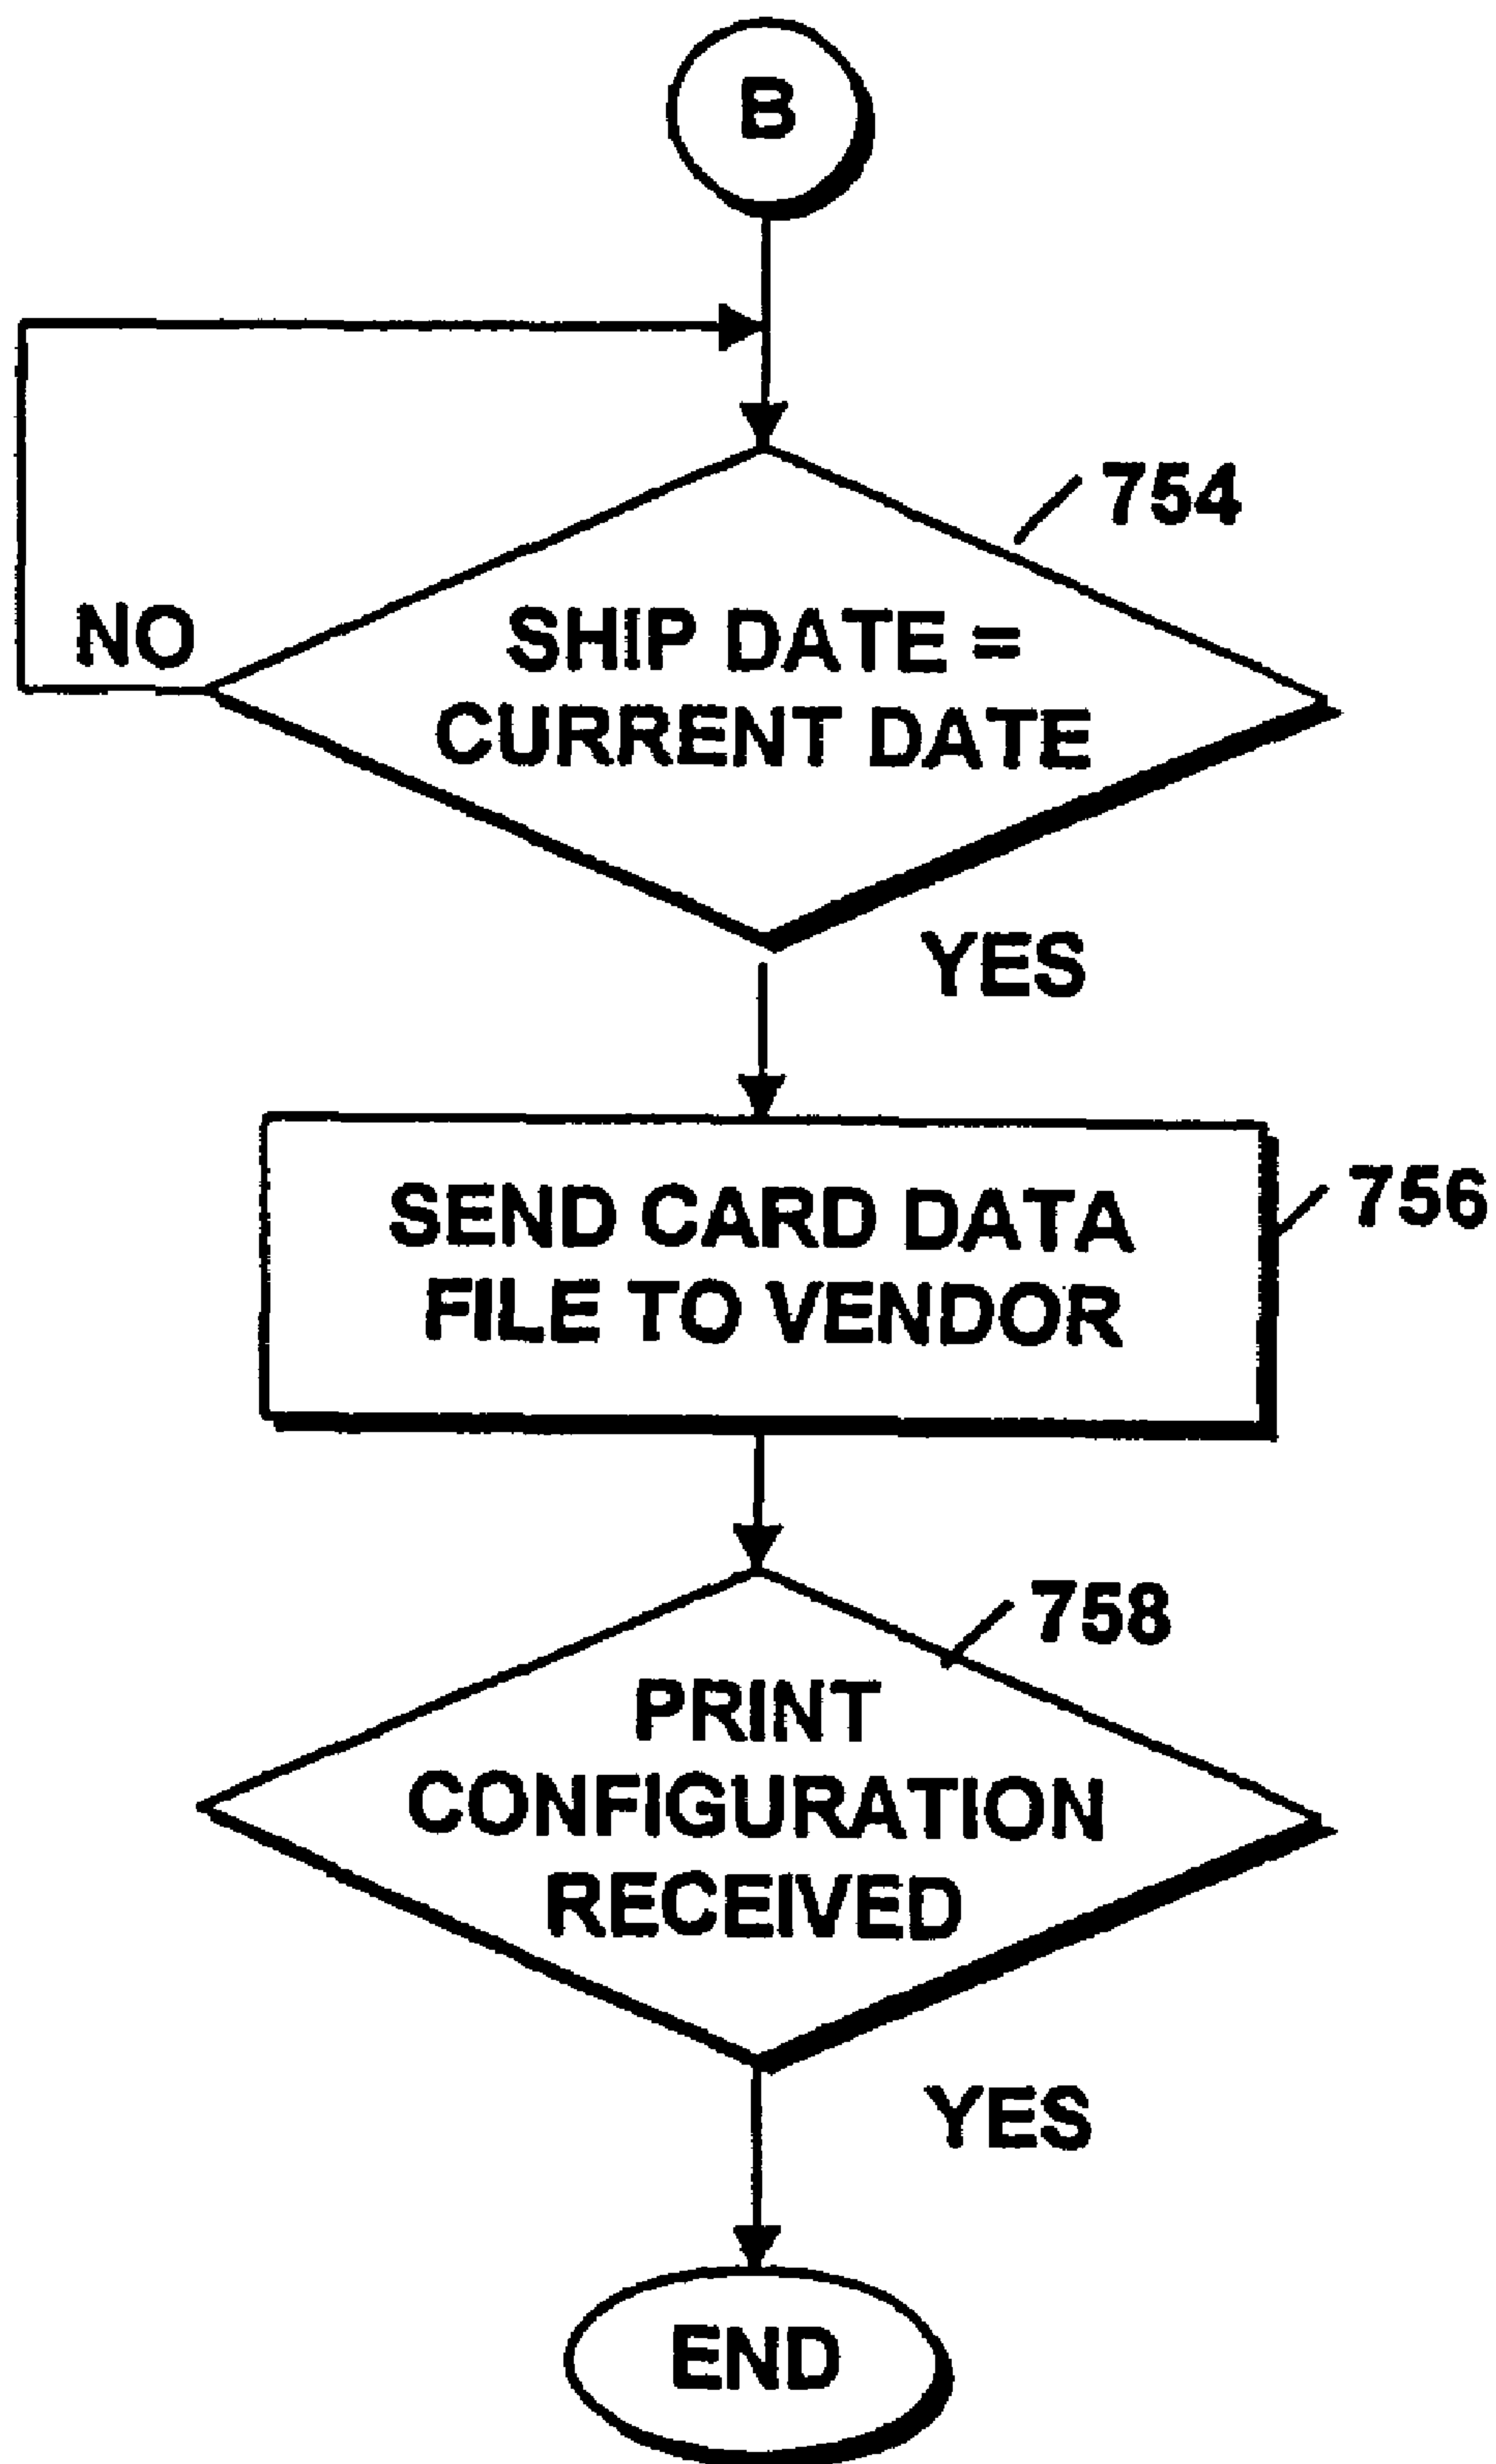 B
754
NO
SHIP DATE =
CURRENT DATE
YES
SEND CARD DATA
FILE TO VENDOR
756
758
PRINT
CONFIGURATION
RECEIVED
YES
END